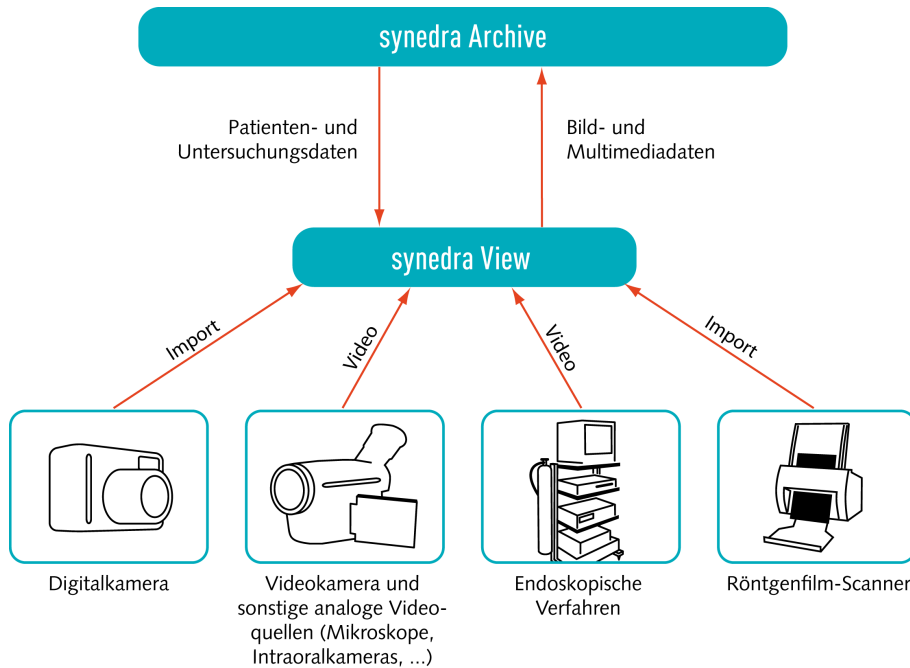 synedra Archive
Patienten- und
Untersuchungsdaten
Bild- und
Multimediadaten
synedra View
Import
Video
Video
Import
Digitalkamera
Videokamera und
sonstige analoge Video-
quellen (Mikroskope,
Intraoralkameras, ...)
Endoskopische
Verfahren
Röntgenfilm-Scanner